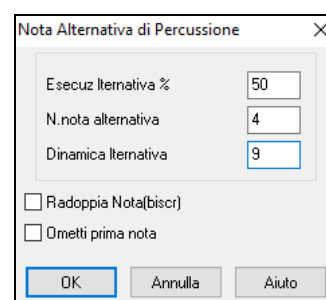 Nota Alternativa di Percussione
Esecuz Iternativa % 50
N.nota alternativa 4
Dinamica Iternativa 9
Radoppia Nota(biscr)
Ometti prima nota
OK Annulla Aiuto